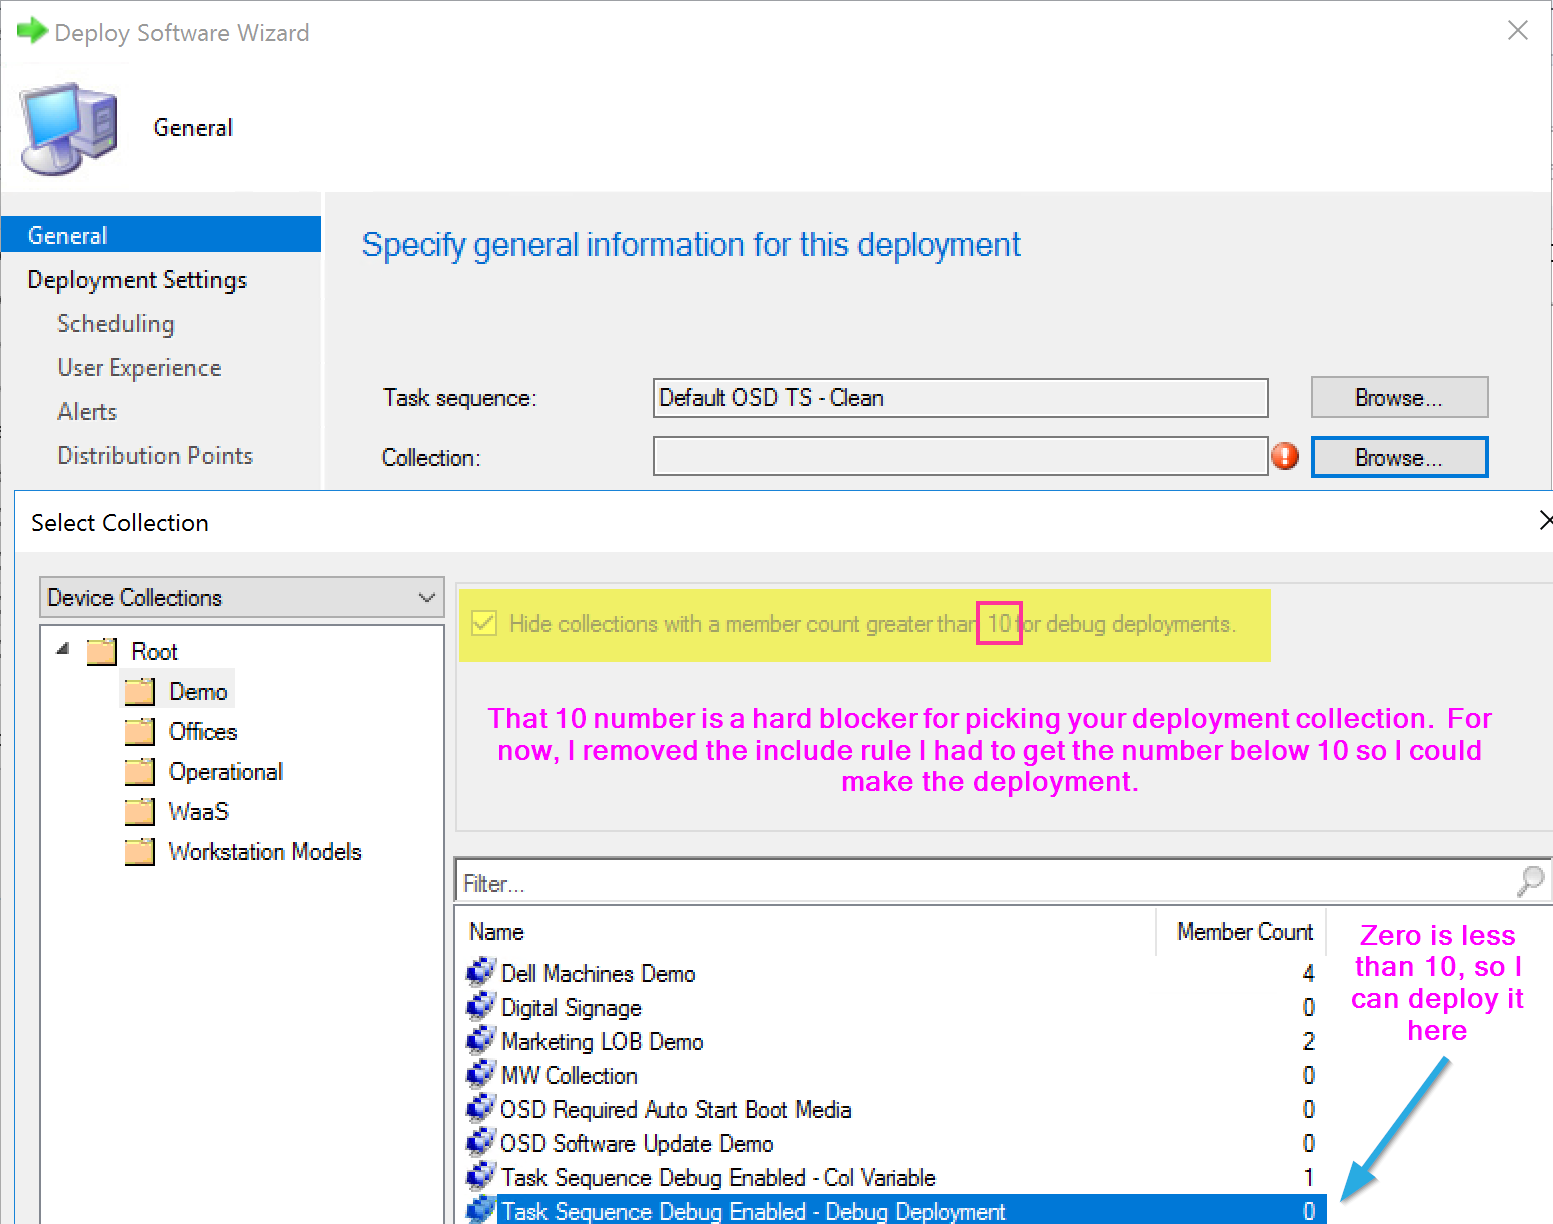 Deploy Software Wizard
General
General
Deployment Settings
Scheduling
User Experience
Alerts
Distribution Points
Specify general information for this deployment
Task sequence:
Default OSD TS - Clean
Browse...
Collection:
Browse...
Select Collection
Device Collections
Root
Demo
Offices
Operational
WaaS
Workstation Models
Hide collections with a member count greater than 10 for debug deployments.
That 10 number is a hard blocker for picking your deployment collection.  For
now, I removed the include rule I had to get the number below 10 so I could
make the deployment.
Filter...
Name Member Count
Dell Machines Demo 4
Digital Signage 0
Marketing LOB Demo 2
MW Collection 0
OSD Required Auto Start Boot Media 0
OSD Software Update Demo 0
Task Sequence Debug Enabled - Col Variable 1
Task Sequence Debug Enabled - Debug Deployment 0
Zero is less
than 10, so I
can deploy it
here